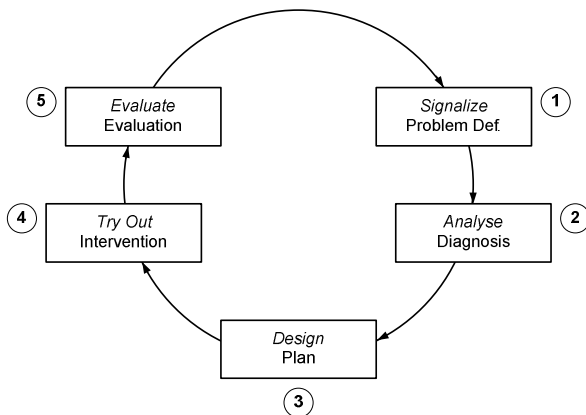 5
Evaluate
Evaluation
Signalize
Problem Def.
1
4
Try Out
Intervention
Analyse
Diagnosis
2
Design
Plan
3